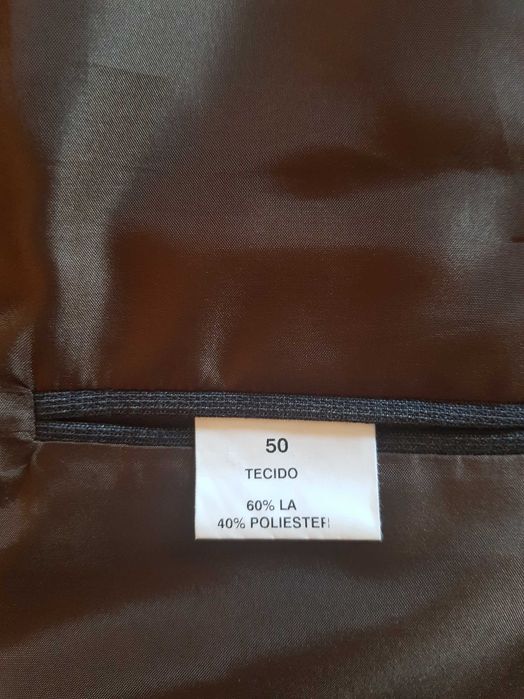 50
TECIDO
60% LA
40% POLIESTER